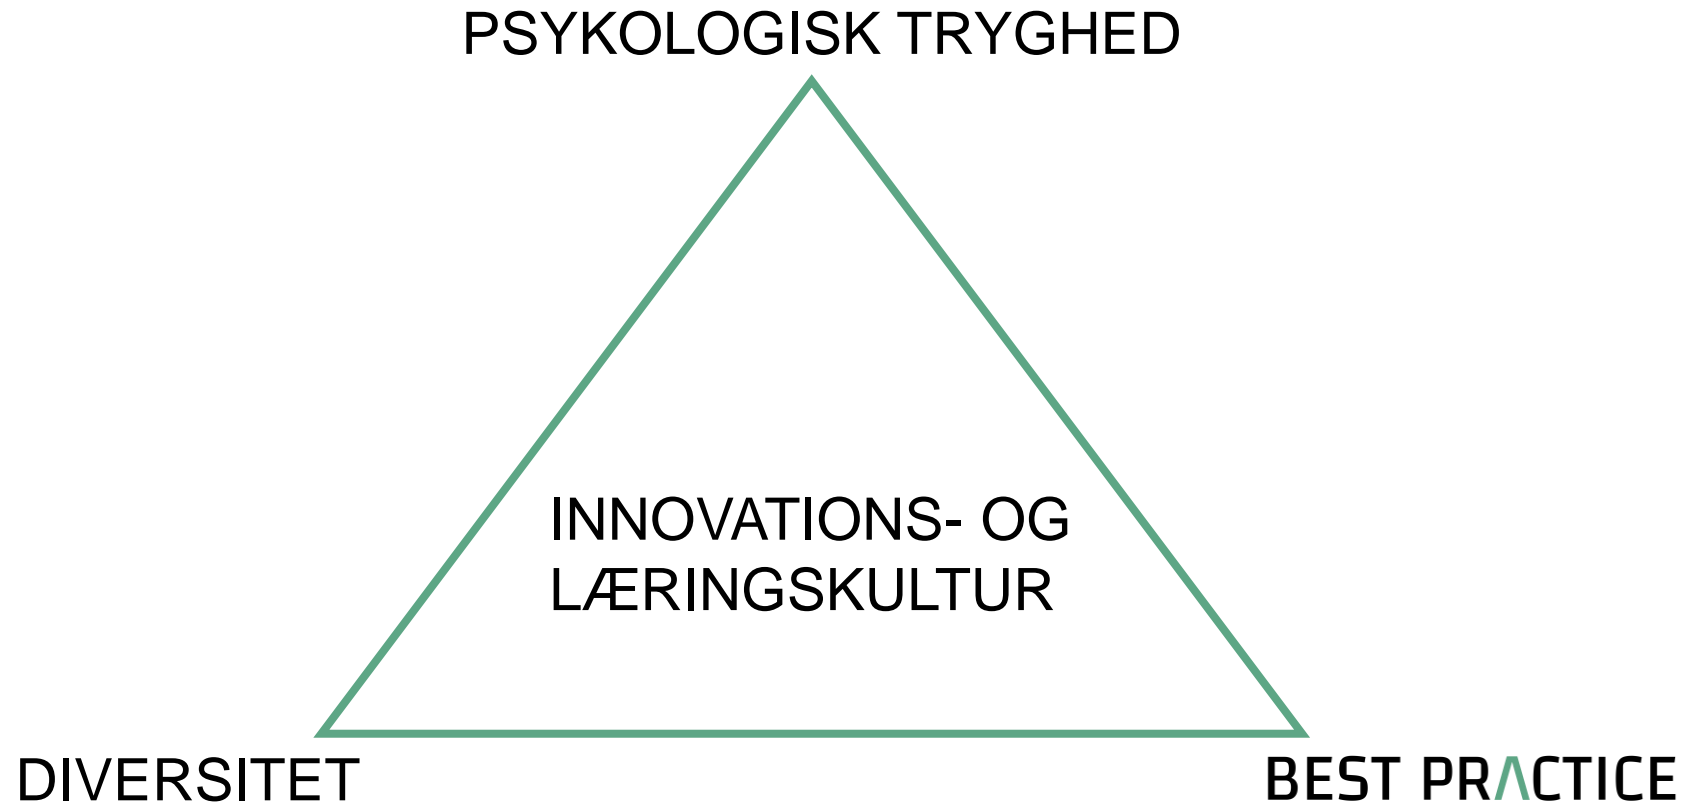 PSYKOLOGISK TRYGHED
INNOVATIONS- OG
LÆRINGSKULTUR
DIVERSITET
BEST PRACTICE